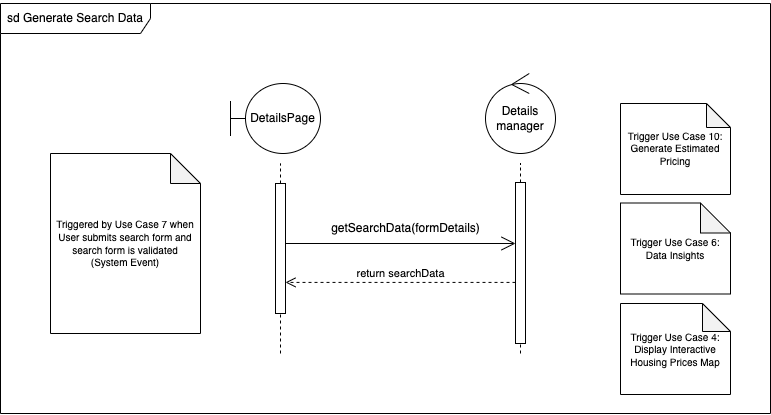 sd Generate Search Data
DetailsPage
Details
manager
Trigger Use Case 10:
Generate Estimated
Pricing
Triggered by Use Case 7 when
User submits search form and
search form is validated
(System Event)
getSearchData(formDetails)
return searchData
Trigger Use Case 6:
Data Insights
Trigger Use Case 4:
Display Interactive
Housing Prices Map